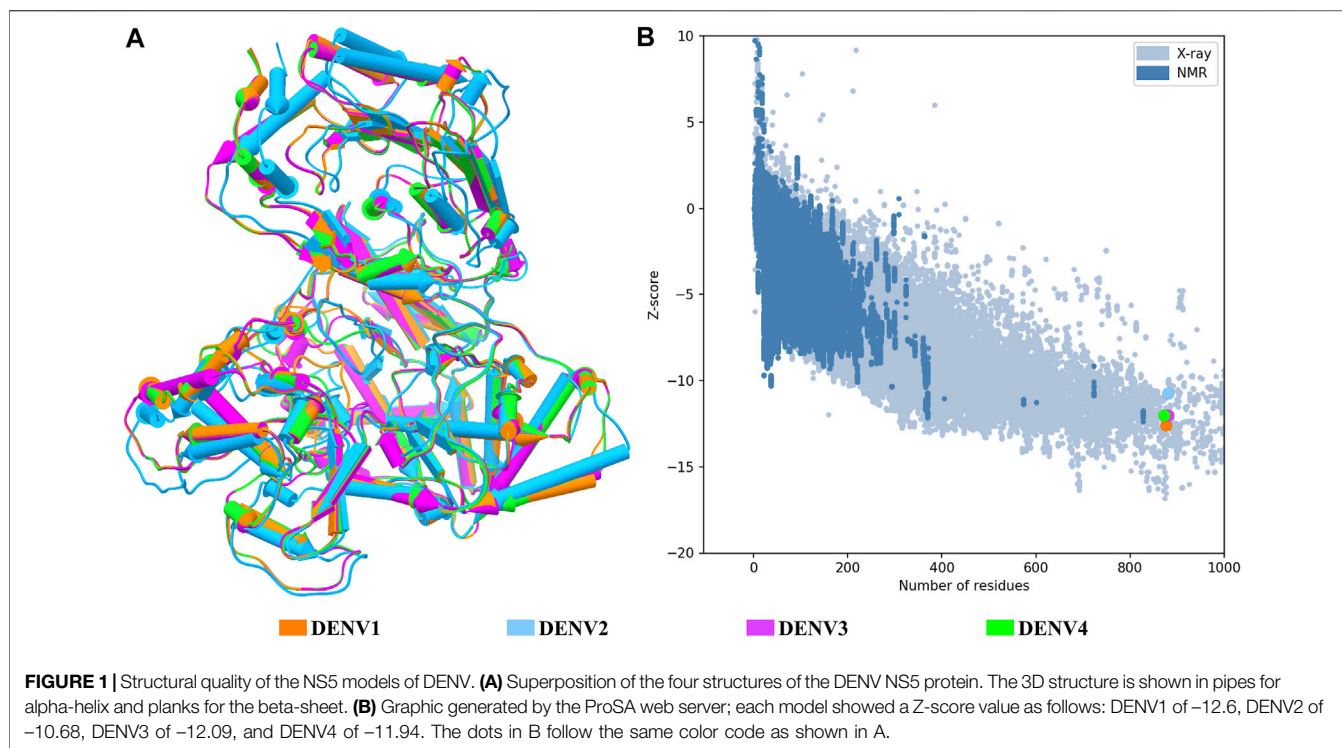 A
B
10
5
0
−5
−10
−15
−20
Z-score
X-ray
NMR
0
200
400
600
800
1000
Number of residues
DENV1
DENV2
DENV3
DENV4
FIGURE 1 | Structural quality of the NS5 models of DENV. (A) Superposition of the four structures of the DENV NS5 protein. The 3D structure is shown in pipes for
alpha-helix and planks for the beta-sheet. (B) Graphic generated by the ProSA web server; each model showed a Z-score value as follows: DENV1 of –12.6, DENV2 of
–10.68, DENV3 of –12.09, and DENV4 of –11.94. The dots in B follow the same color code as shown in A.